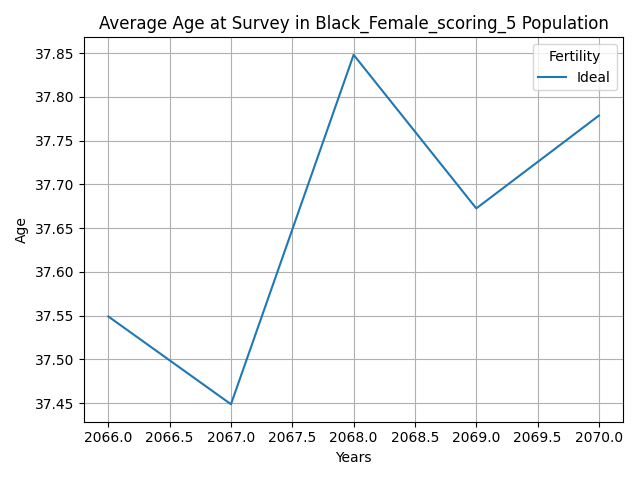 Average Age at Survey in Black_Female_scoring_5 Population
Fertility
Ideal
Age
37.85
37.80
37.75
37.70
37.65
37.60
37.55
37.50
37.45
2066.0 2066.5 2067.0 2067.5 2068.0 2068.5 2069.0 2069.5 2070.0
Years